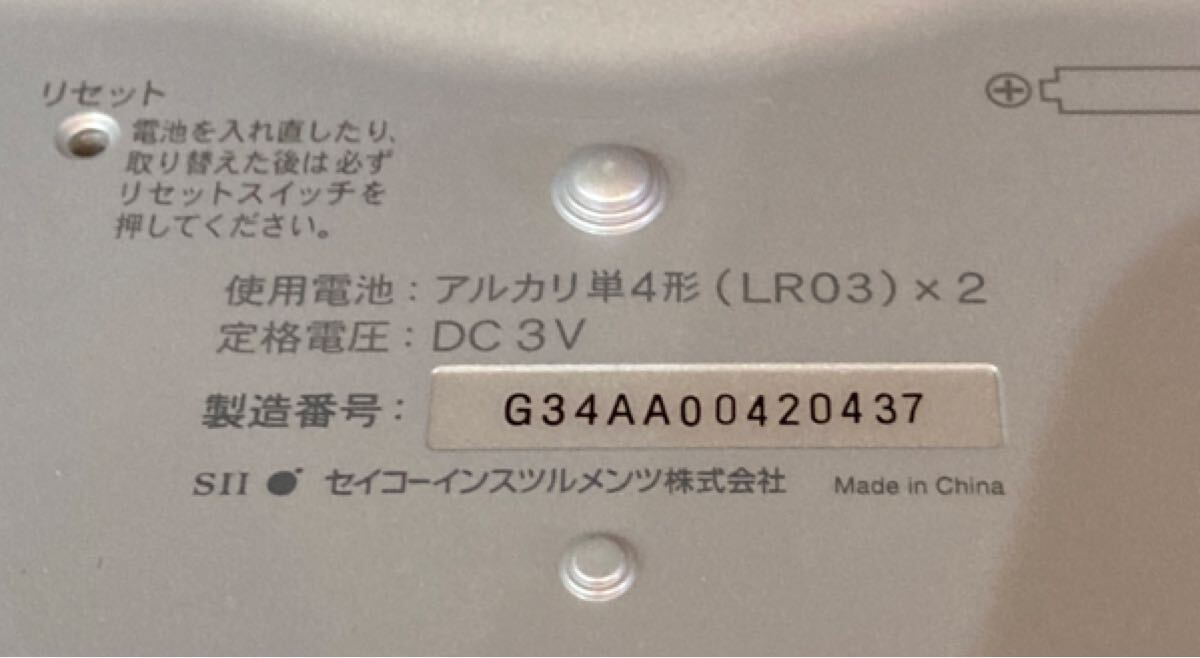 リセット
電池を入れ直したり、
取り替えた後は必ず
リセットスイッチを
押してください。
使用電池：アルカリ単4形（LR03）×2
定格電圧：DC3V
製造番号：G34AA00420437
SII セイコーインスツルメンツ株式会社 Made in China